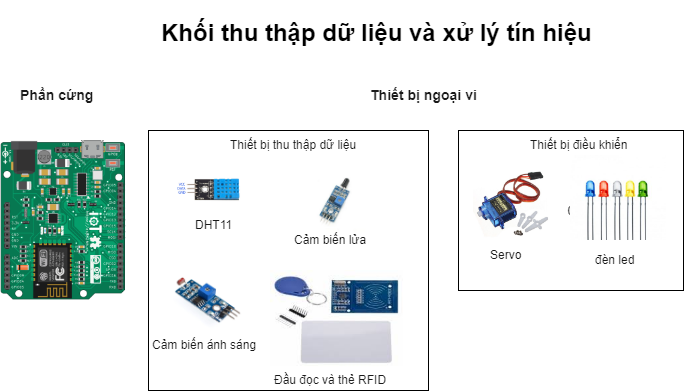 Khối thu thập dữ liệu và xử lý tín hiệu
Phần cứng
Thiết bị ngoại vi
Thiết bị thu thập dữ liệu
Thiết bị điều khiển
DHT11
Cảm biến lửa
Servo
đèn led
Cảm biến ánh sáng
Đầu đọc và thẻ RFID